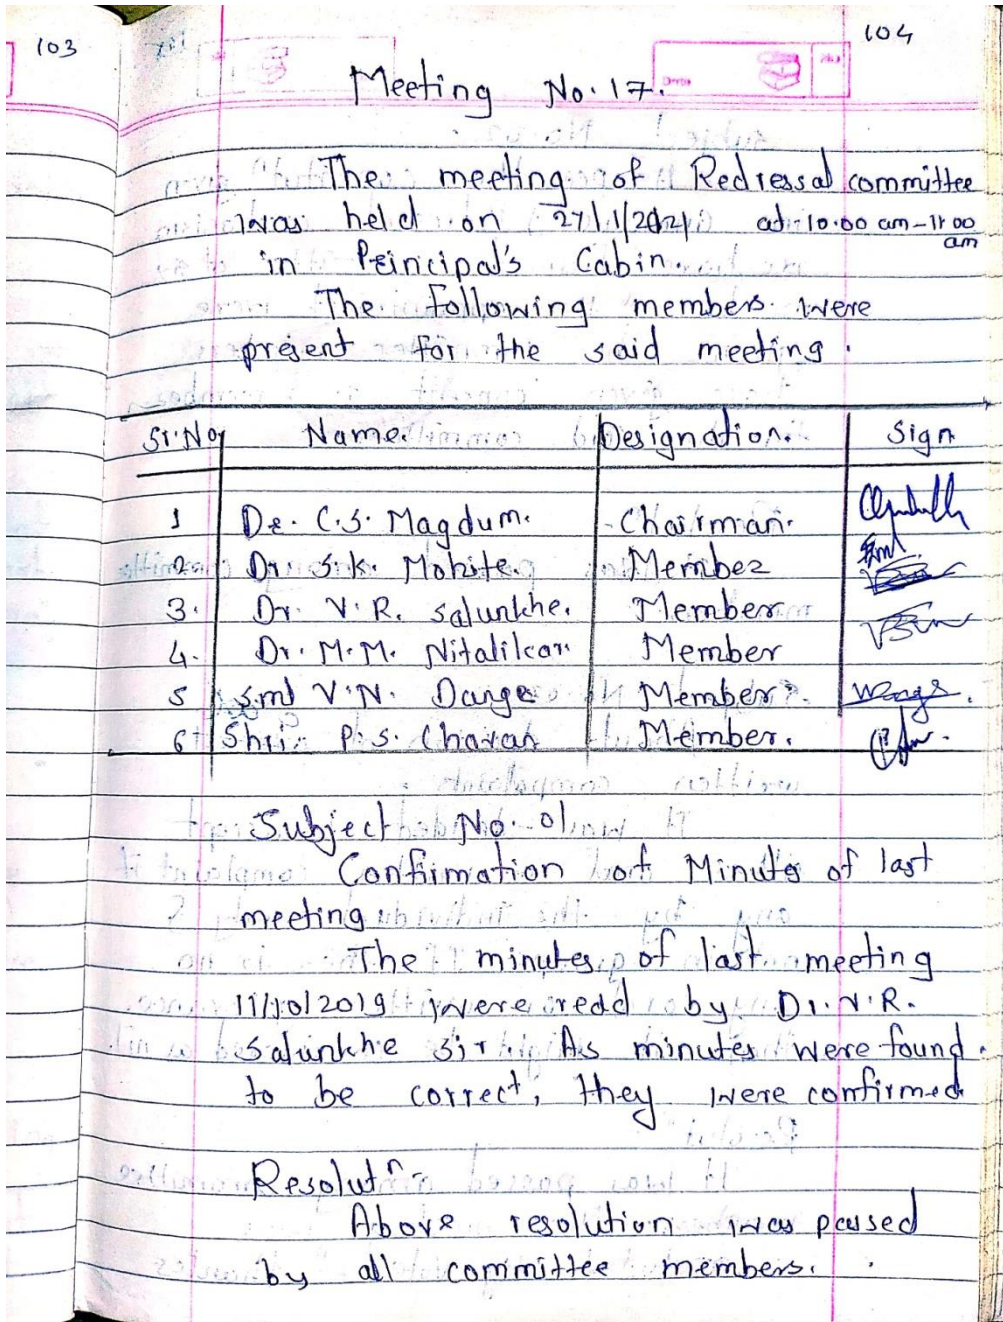 103
104
Meeting No. 17.
The meeting of Redressal committee
was held on 27/1/2021 at 10.00 am - 11 00
am
in Principal's Cabin.
The following members were
present for the said meeting.
Sr. No Name. Designation. Sign
1 Dr. C.S. Magdum. Chairman.
2 Dr. S.K. Mohite. Member
3. Dr. V.R. Salunkhe. Member
4. Dr. M.M. Nitalikar. Member
5 Smt V.N. Darge Member
6 Shri. P.S. Chavan Member.
Subject No. 01
Confirmation of Minutes of last
meeting.
The minutes of last meeting
11/10/2019 were read by Dr. V.R.
Salunkhe sir. As minutes were found
to be correct, they were confirmed
Resolutn
Above resolution was passed
by all committee members.